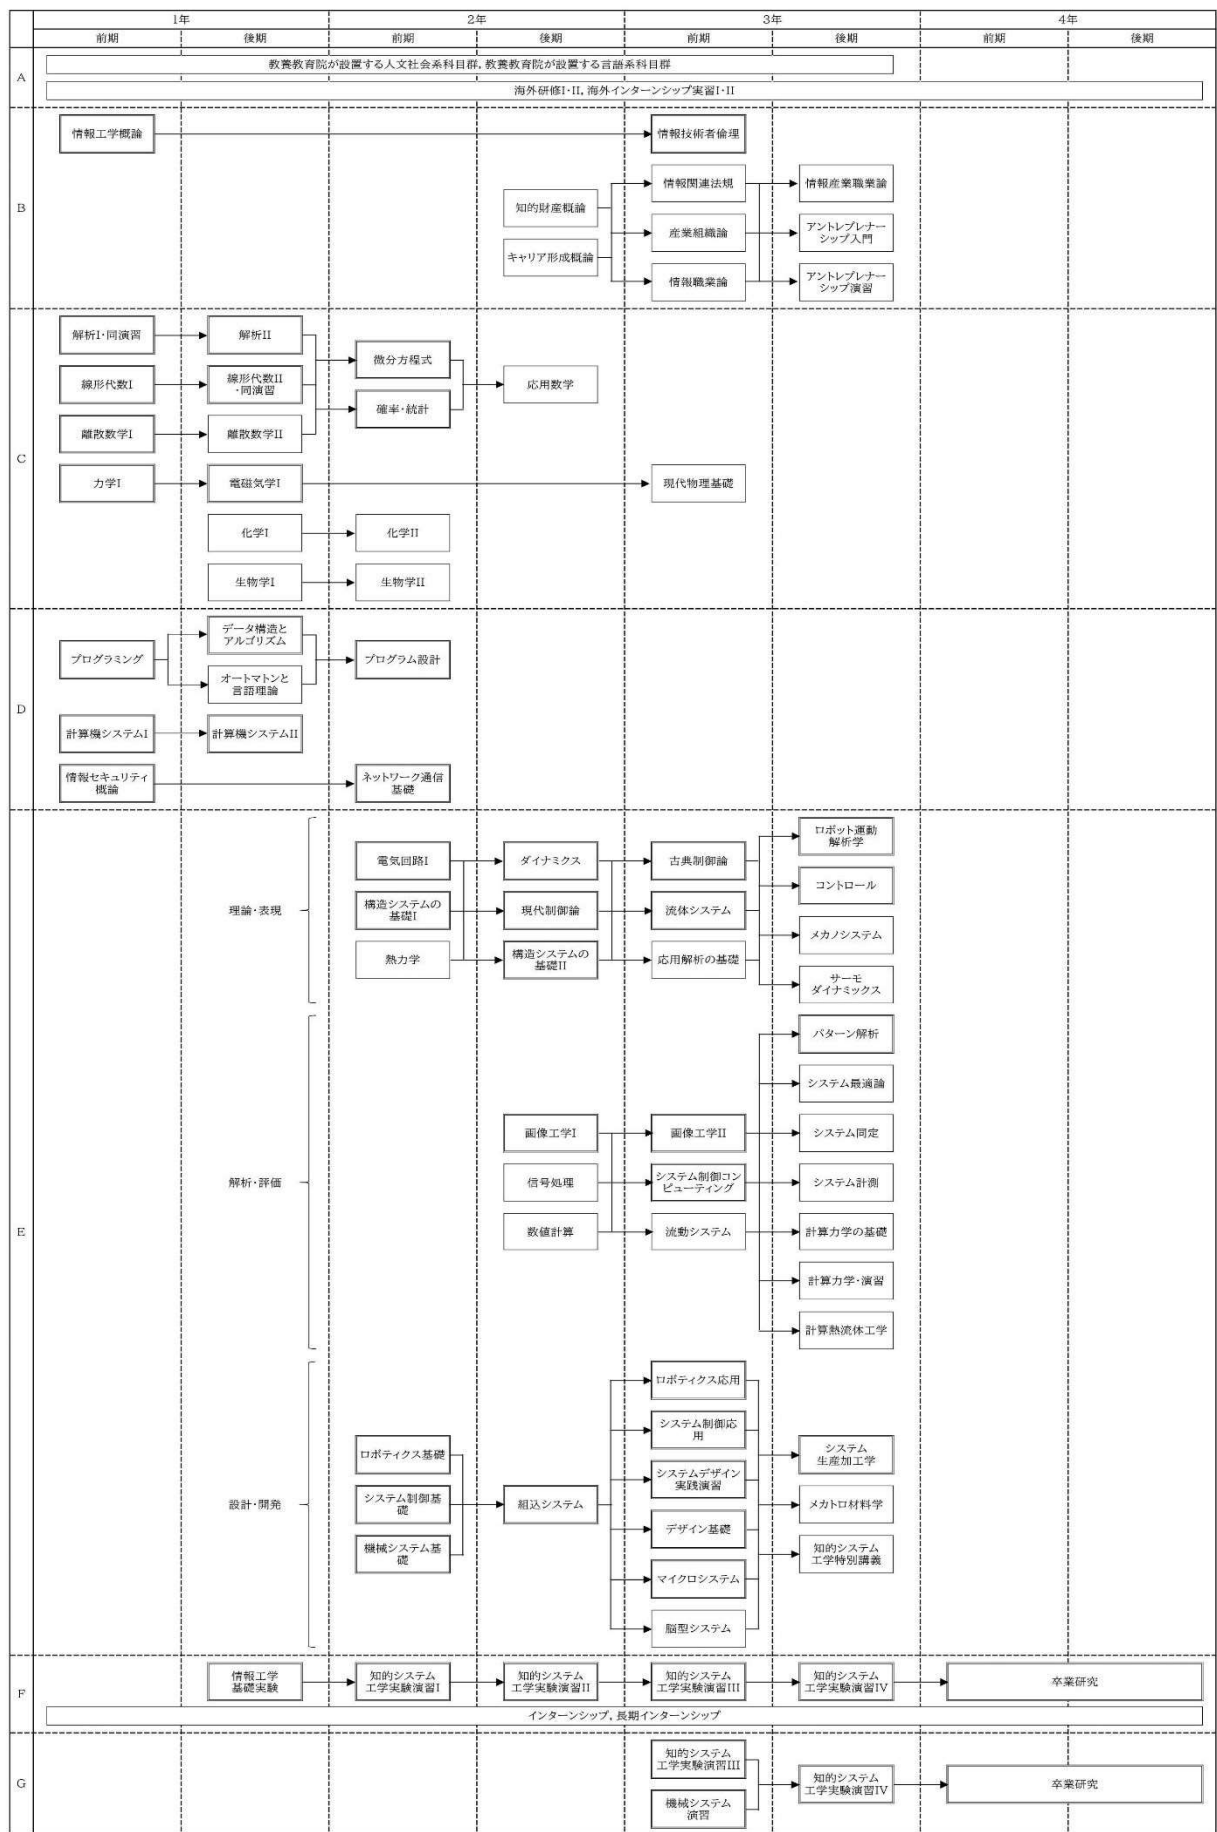 1年
2年
3年
4年
前期
後期
前期
後期
前期
後期
前期
後期
A
教養教育院が設置する人文社会系科目群, 教養教育院が設置する言語系科目群
海外研修I・II, 海外インターンシップ実習I・II
B
情報工学概論
情報技術者倫理
知的財産概論
キャリア形成概論
情報関連法規
産業組織論
情報職業論
情報産業職業論
アントレプレナー
シップ入門
アントレプレナー
シップ演習
C
解析I・同演習
解析II
線形代数I
線形代数II
・同演習
離散数学I
離散数学II
微分方程式
確率・統計
応用数学
力学I
電磁気学I
現代物理基礎
化学I
化学II
生物学I
生物学II
D
プログラミング
データ構造と
アルゴリズム
オートマトンと
言語理論
プログラム設計
計算機システムI
計算機システムII
情報セキュリティ
概論
ネットワーク通信
基礎
E
理論・表現
電気回路I
構造システムの
基礎I
熱力学
ダイナミクス
現代制御論
構造システムの
基礎II
古典制御論
流体システム
応用解析の基礎
ロボット運動
解析学
コントロール
メカノシステム
サーモ
ダイナミックス
解析・評価
画像工学I
信号処理
数値計算
画像工学II
システム制御コン
ピューティング
流動システム
パターン解析
システム最適論
システム同定
システム計測
計算力学の基礎
計算力学・演習
計算熱流体工学
設計・開発
ロボティクス基礎
システム制御基
礎
機械システム基
礎
組込システム
ロボティクス応用
システム制御応
用
システムデザイン
実践演習
デザイン基礎
マイクロシステム
脳型システム
システム
生産加工学
メカトロ材料学
知的システム
工学特別講義
F
情報工学
基礎実験
知的システム
工学実験演習I
知的システム
工学実験演習II
知的システム
工学実験演習III
知的システム
工学実験演習IV
卒業研究
インターンシップ, 長期インターンシップ
G
知的システム
工学実験演習III
機械システム
演習
知的システム
工学実験演習IV
卒業研究